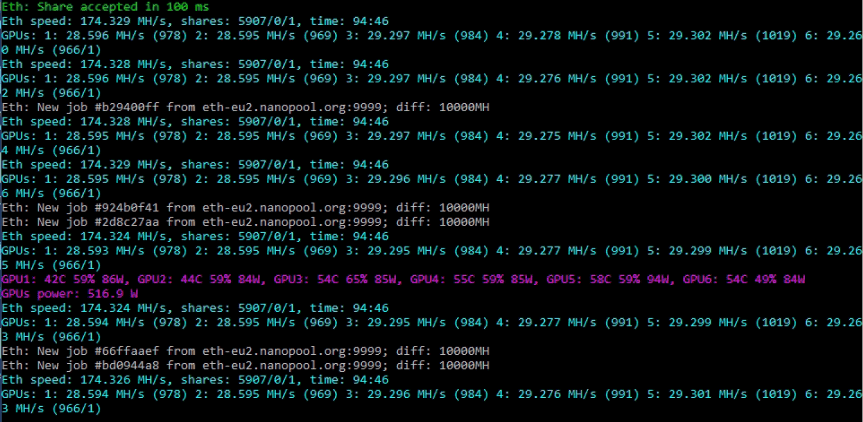 Eth: Share accepted in 100 ms
Eth speed: 174.329 MH/s, shares: 5907/0/1, time: 94:46
GPUs: 1: 28.596 MH/s (978) 2: 28.595 MH/s (969) 3: 29.297 MH/s (984) 4: 29.278 MH/s (991) 5: 29.302 MH/s (1019) 6: 29.26
0 MH/s (966/1)
Eth speed: 174.328 MH/s, shares: 5907/0/1, time: 94:46
GPUs: 1: 28.596 MH/s (978) 2: 28.595 MH/s (969) 3: 29.297 MH/s (984) 4: 29.276 MH/s (991) 5: 29.302 MH/s (1019) 6: 29.26
2 MH/s (966/1)
Eth: New job #b29400ff from eth-eu2.nanopool.org:9999; diff: 10000MH
Eth speed: 174.328 MH/s, shares: 5907/0/1, time: 94:46
GPUs: 1: 28.595 MH/s (978) 2: 28.595 MH/s (969) 3: 29.297 MH/s (984) 4: 29.275 MH/s (991) 5: 29.302 MH/s (1019) 6: 29.26
4 MH/s (966/1)
Eth speed: 174.329 MH/s, shares: 5907/0/1, time: 94:46
GPUs: 1: 28.595 MH/s (978) 2: 28.595 MH/s (969) 3: 29.296 MH/s (984) 4: 29.277 MH/s (991) 5: 29.300 MH/s (1019) 6: 29.26
6 MH/s (966/1)
Eth: New job #924b0f41 from eth-eu2.nanopool.org:9999; diff: 10000MH
Eth: New job #2d8c27aa from eth-eu2.nanopool.org:9999; diff: 10000MH
Eth speed: 174.324 MH/s, shares: 5907/0/1, time: 94:46
GPUs: 1: 28.593 MH/s (978) 2: 28.595 MH/s (969) 3: 29.295 MH/s (984) 4: 29.277 MH/s (991) 5: 29.299 MH/s (1019) 6: 29.26
5 MH/s (966/1)
GPU1: 42C 59% 86W, GPU2: 44C 59% 84W, GPU3: 54C 65% 85W, GPU4: 55C 59% 85W, GPU5: 58C 59% 94W, GPU6: 54C 49% 84W
GPUs power: 516.9 W
Eth speed: 174.324 MH/s, shares: 5907/0/1, time: 94:46
GPUs: 1: 28.594 MH/s (978) 2: 28.595 MH/s (969) 3: 29.295 MH/s (984) 4: 29.277 MH/s (991) 5: 29.299 MH/s (1019) 6: 29.26
3 MH/s (966/1)
Eth: New job #66ffaaef from eth-eu2.nanopool.org:9999; diff: 10000MH
Eth: New job #bd0944a8 from eth-eu2.nanopool.org:9999; diff: 10000MH
Eth speed: 174.326 MH/s, shares: 5907/0/1, time: 94:46
GPUs: 1: 28.594 MH/s (978) 2: 28.595 MH/s (969) 3: 29.296 MH/s (984) 4: 29.276 MH/s (991) 5: 29.301 MH/s (1019) 6: 29.26
3 MH/s (966/1)